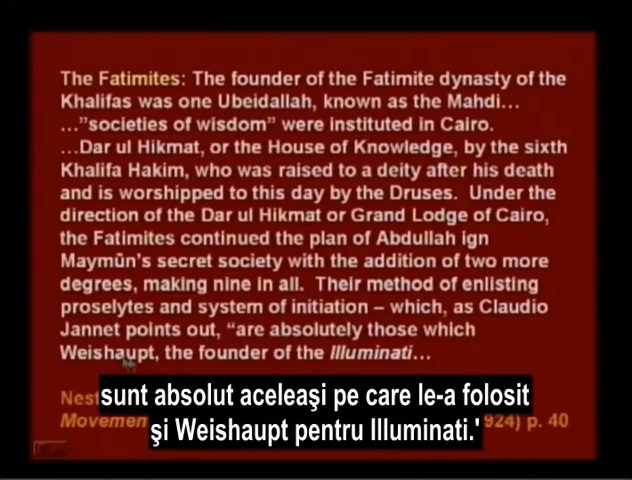 The Fatimites: The founder of the Fatimite dynasty of the
Khalifas was one Ubeidallah, known as the Mahdi…
…”societies of wisdom” were instituted in Cairo.
…Dar ul Hikmat, or the House of Knowledge, by the sixth
Khalifa Hakim, who was raised to a deity after his death
and is worshipped to this day by the Druses. Under the
direction of the Dar ul Hikmat or Grand Lodge of Cairo,
the Fatimites continued the plan of Abdullah ign
Maymūn’s secret society with the addition of two more
degrees, making nine in all. Their method of enlisting
proselytes and system of initiation – which, as Claudio
Jannet points out, “are absolutely those which
Weishaupt, the founder of the Illuminati…
sunt absolut aceleaşi pe care le-a folosit
şi Weishaupt pentru Illuminati.'
Nest
Movemen 924) p. 40